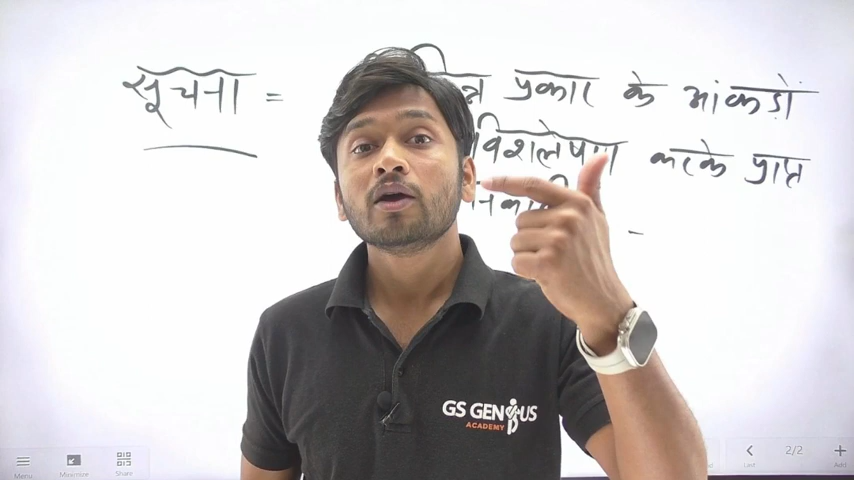 सूचना = प्रकार के आंकड़ों
विश्लेषण करके प्राप्त
GS GENIUS
ACADEMY
Menu Minimize Share Last 2/2 Add